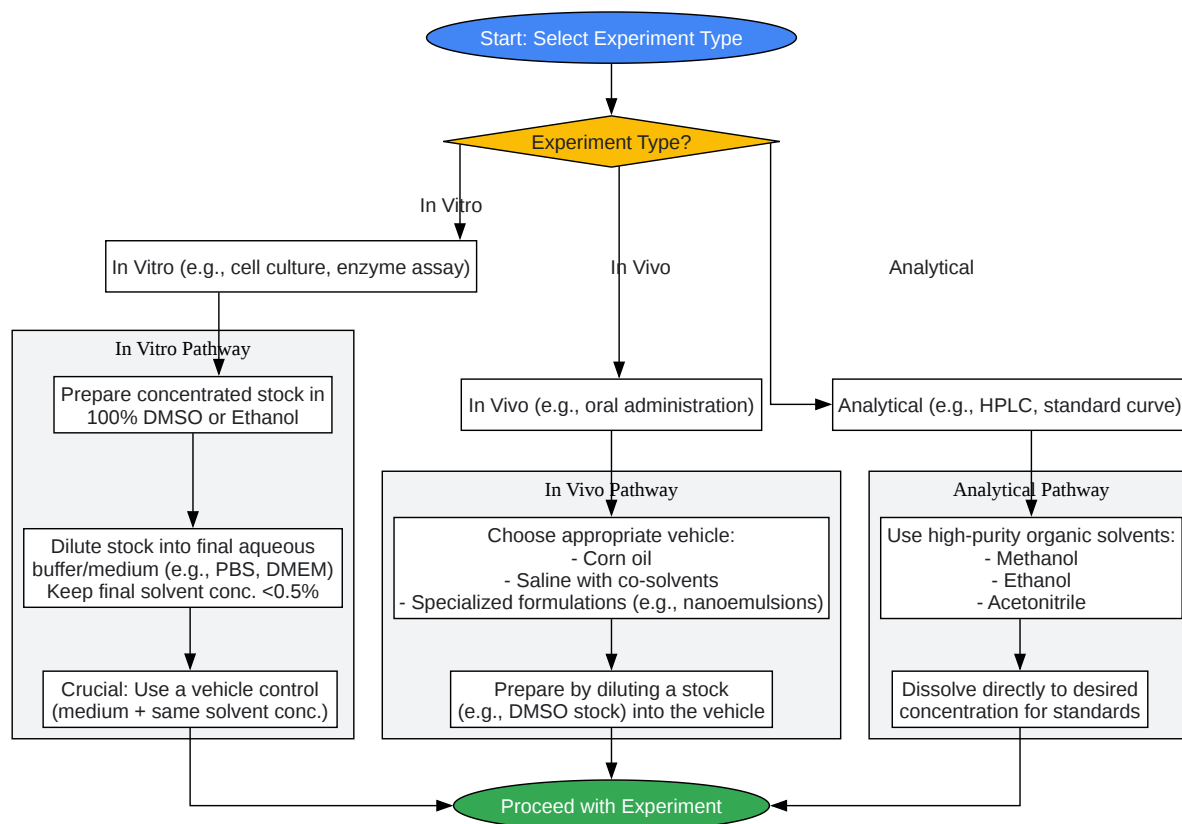 Start: Select Experiment Type
Experiment Type?
In Vitro
In Vitro (e.g., cell culture, enzyme assay)
In Vivo
Analytical
In Vitro Pathway
Prepare concentrated stock in
100% DMSO or Ethanol
In Vivo (e.g., oral administration)
Analytical (e.g., HPLC, standard curve)
Dilute stock into final aqueous
buffer/medium (e.g., PBS, DMEM)
Keep final solvent conc. <0.5%
In Vivo Pathway
Choose appropriate vehicle:
- Corn oil
- Saline with co-solvents
- Specialized formulations (e.g., nanoemulsions)
Analytical Pathway
Use high-purity organic solvents:
- Methanol
- Ethanol
- Acetonitrile
Crucial: Use a vehicle control
(medium + same solvent conc.)
Prepare by diluting a stock
(e.g., DMSO stock) into the vehicle
Dissolve directly to desired
concentration for standards
Proceed with Experiment